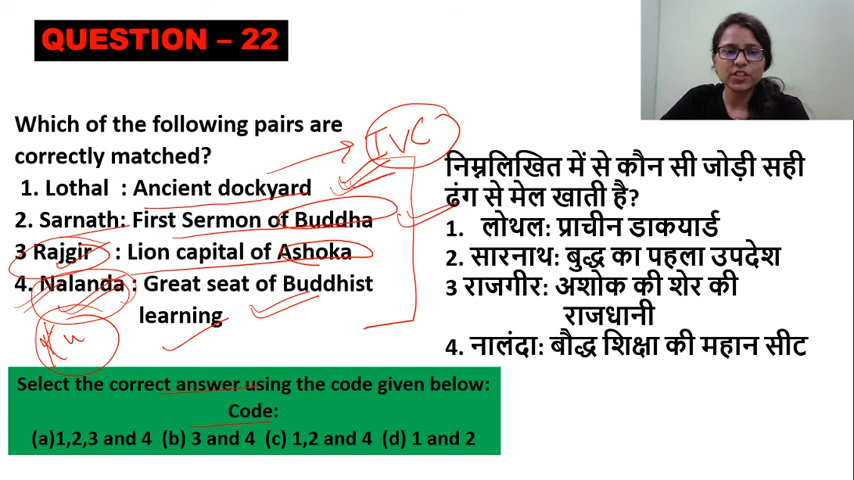 QUESTION – 22
Which of the following pairs are
correctly matched?
1. Lothal : Ancient dockyard
2. Sarnath: First Sermon of Buddha
3 Rajgir : Lion capital of Ashoka
4. Nalanda : Great seat of Buddhist
learning
IVC
Select the correct answer using the code given below:
Code:
(a)1,2,3 and 4 (b) 3 and 4 (c) 1,2 and 4 (d) 1 and 2
निम्नलिखित में से कौन सी जोड़ी सही
ढंग से मेल खाती है?
1. लोथल: प्राचीन डाकयार्ड
2. सारनाथ: बुद्ध का पहला उपदेश
3 राजगीर: अशोक की शेर की
राजधानी
4. नालंदा: बौद्ध शिक्षा की महान सीट